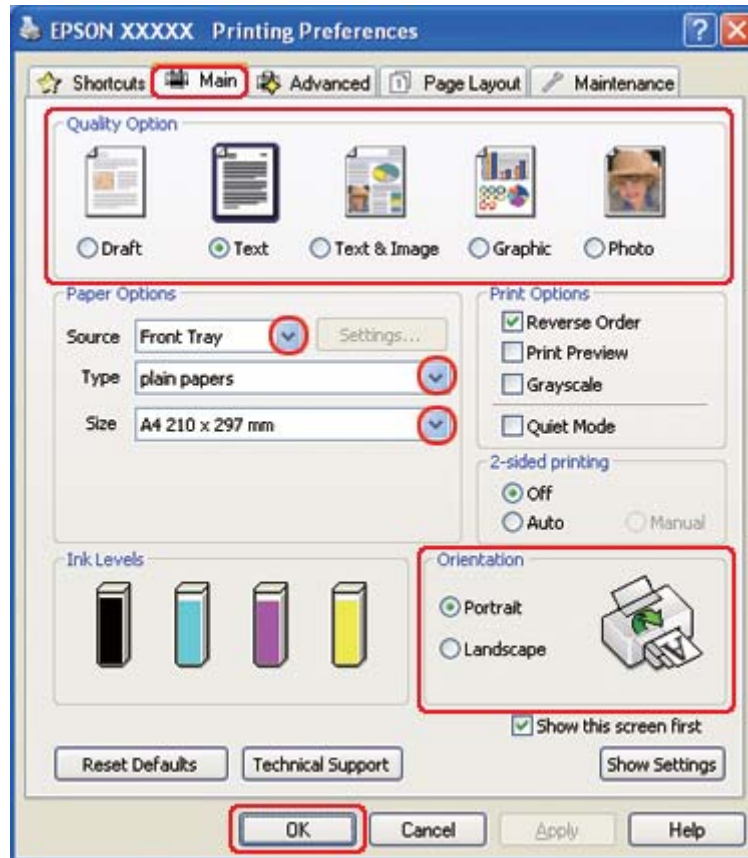 EPSON XXXXX Printing Preferences
Shortcuts Main Advanced Page Layout Maintenance
Quality Option
Draft Text Text & Image Graphic Photo
Paper Options
Source Front Tray Settings...
Type plain papers
Size A4 210 x 297 mm
Print Options
Reverse Order
Print Preview
Grayscale
Quiet Mode
2-sided printing
Off
Auto Manual
Ink Levels
Orientation
Portrait
Landscape
Show this screen first
Reset Defaults Technical Support Show Settings
OK Cancel Apply Help